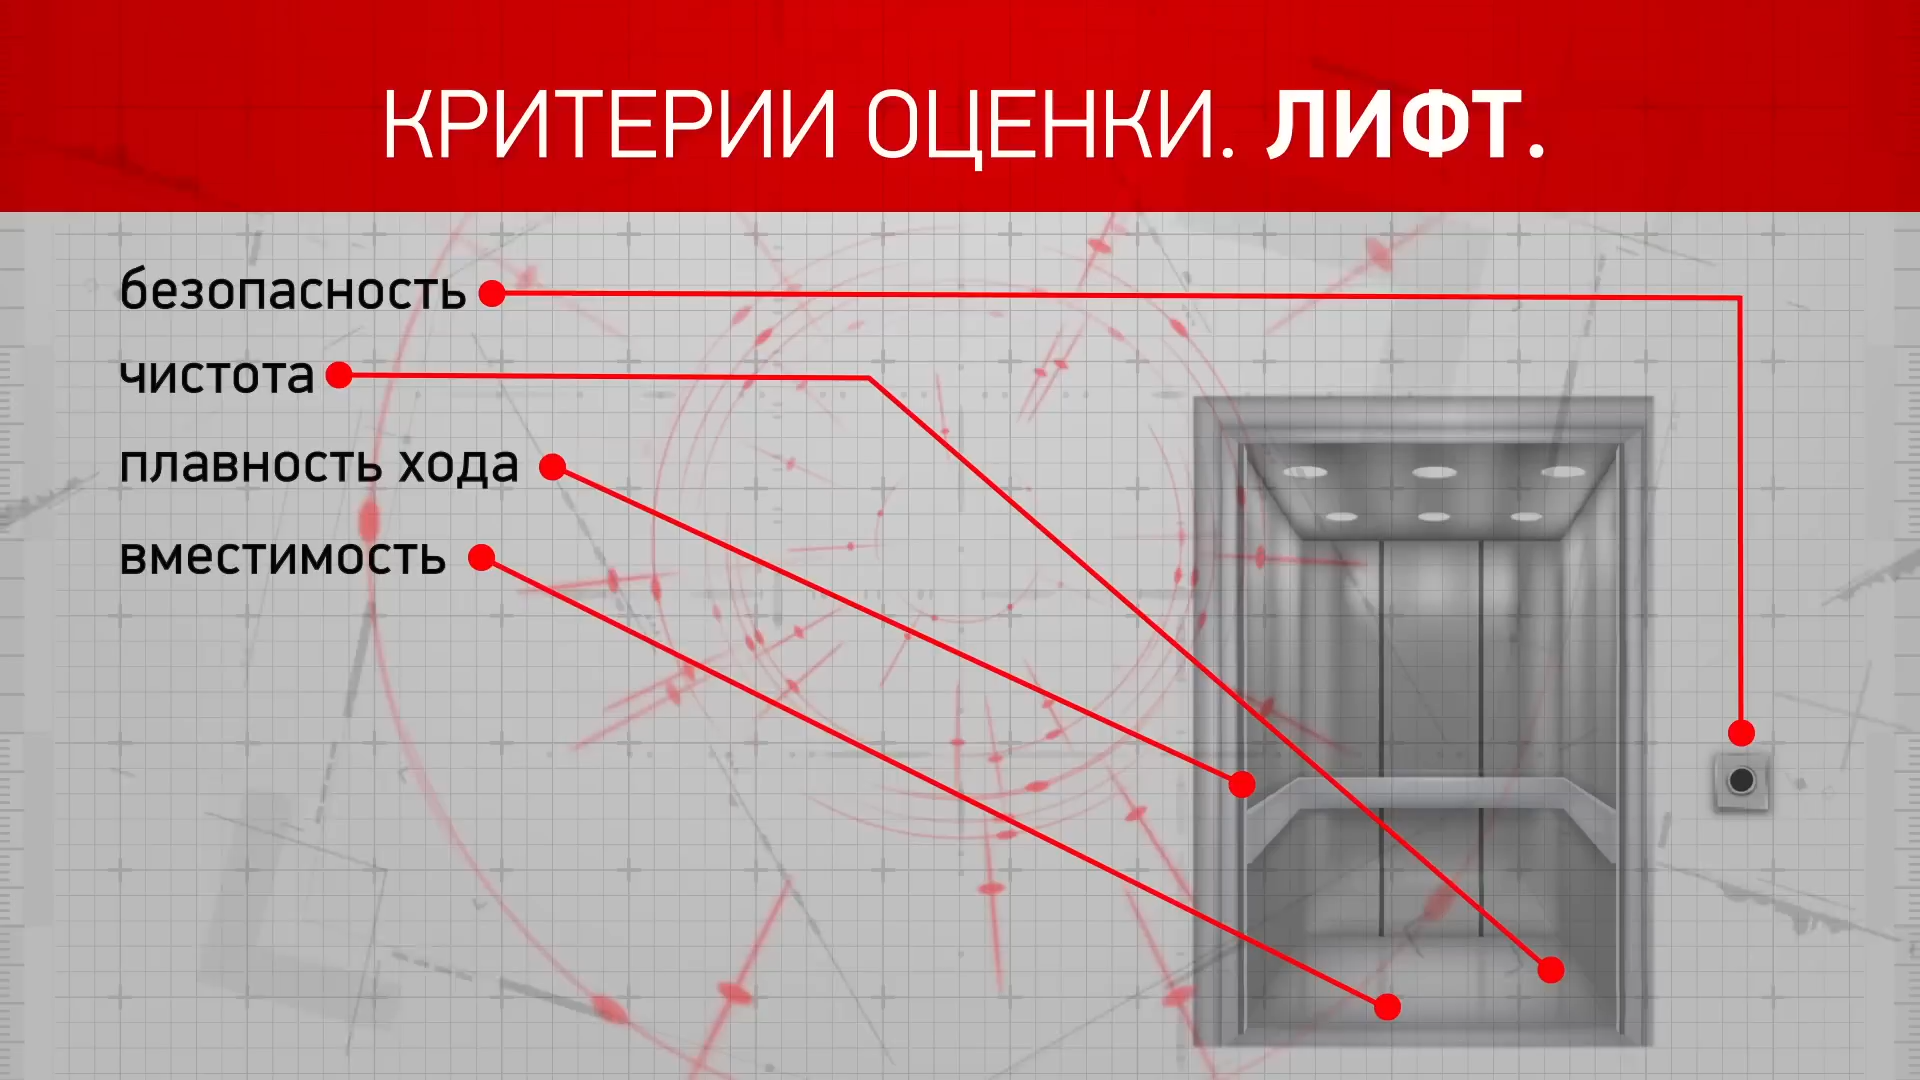 КРИТЕРИИ ОЦЕНКИ. ЛИФТ.
безопасность
чистота
плавность хода
вместимость